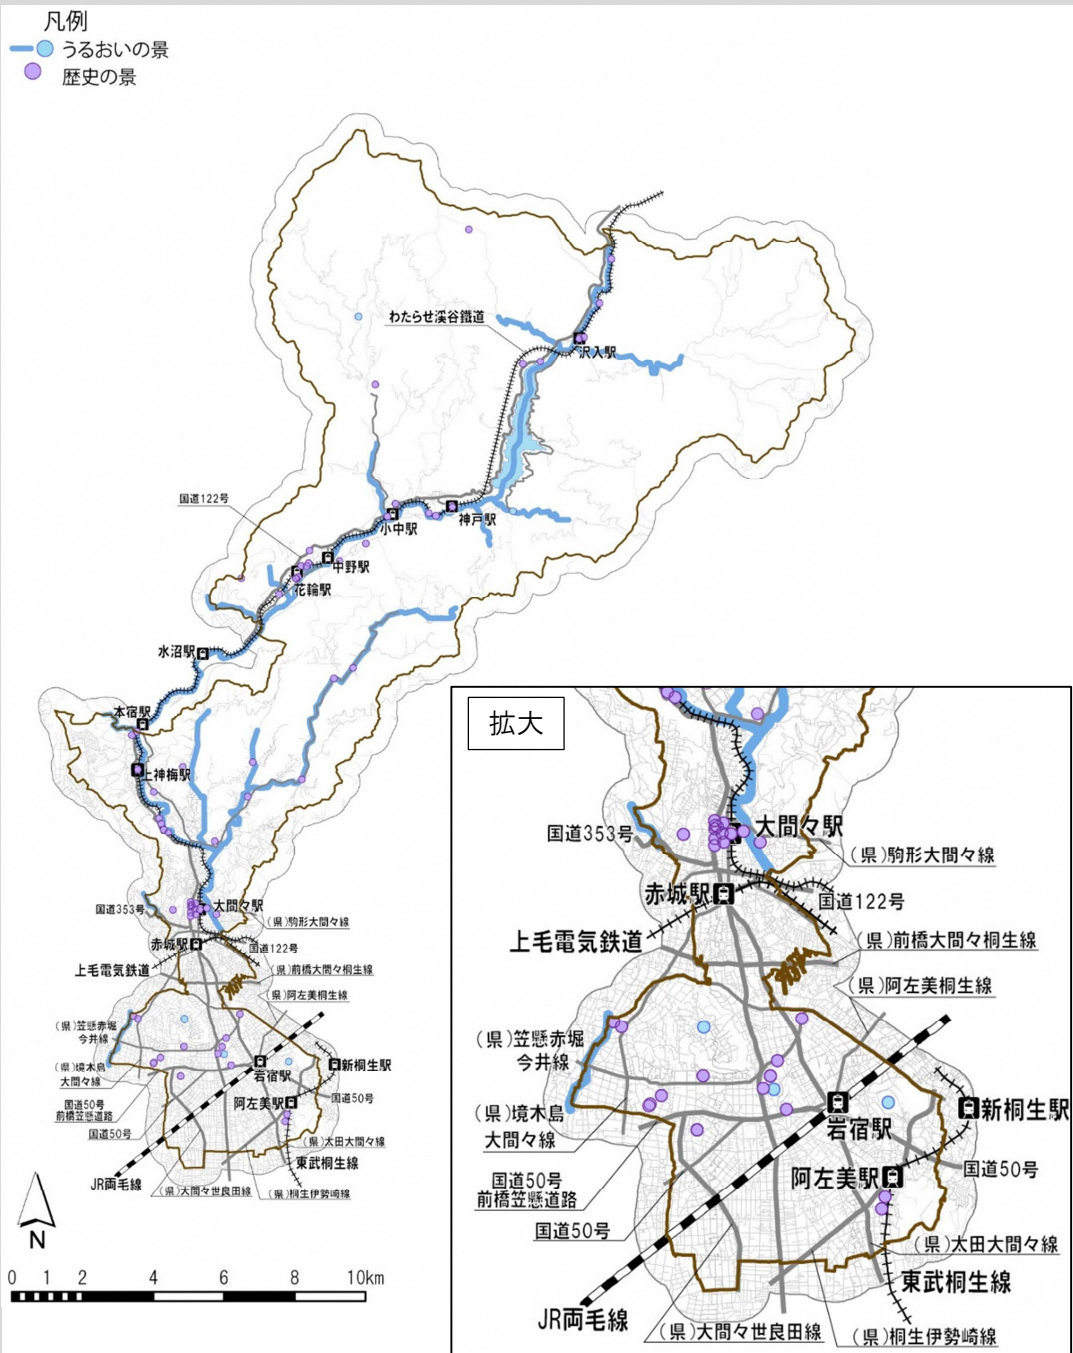 凡例
うるおいの景
歴史の景
わたらせ渓谷鐵道
沢入駅
国道122号
神戸駅
小中駅
中野駅
花輪駅
水沼駅
本宿駅
上神梅駅
大間々駅
国道353号
(県)駒形大間々線
赤城駅
国道122号
上毛電気鉄道
(県)前橋大間々桐生線
(県)阿左美桐生線
(県)笠懸赤堀
今井線
(県)境木島
大間々線
岩宿駅
新桐生駅
阿左美駅
国道50号
国道50号
前橋笠懸道路
国道50号
(県)太田大間々線
東武桐生線
JR両毛線
(県)大間々世良田線
(県)桐生伊勢崎線
N
0 1 2 4 6 8 10km
拡大
国道353号
大間々駅
(県)駒形大間々線
赤城駅
国道122号
上毛電気鉄道
(県)前橋大間々桐生線
(県)阿左美桐生線
(県)笠懸赤堀
今井線
(県)境木島
大間々線
岩宿駅
新桐生駅
阿左美駅
国道50号
国道50号
前橋笠懸道路
国道50号
(県)太田大間々線
東武桐生線
JR両毛線
(県)大間々世良田線
(県)桐生伊勢崎線